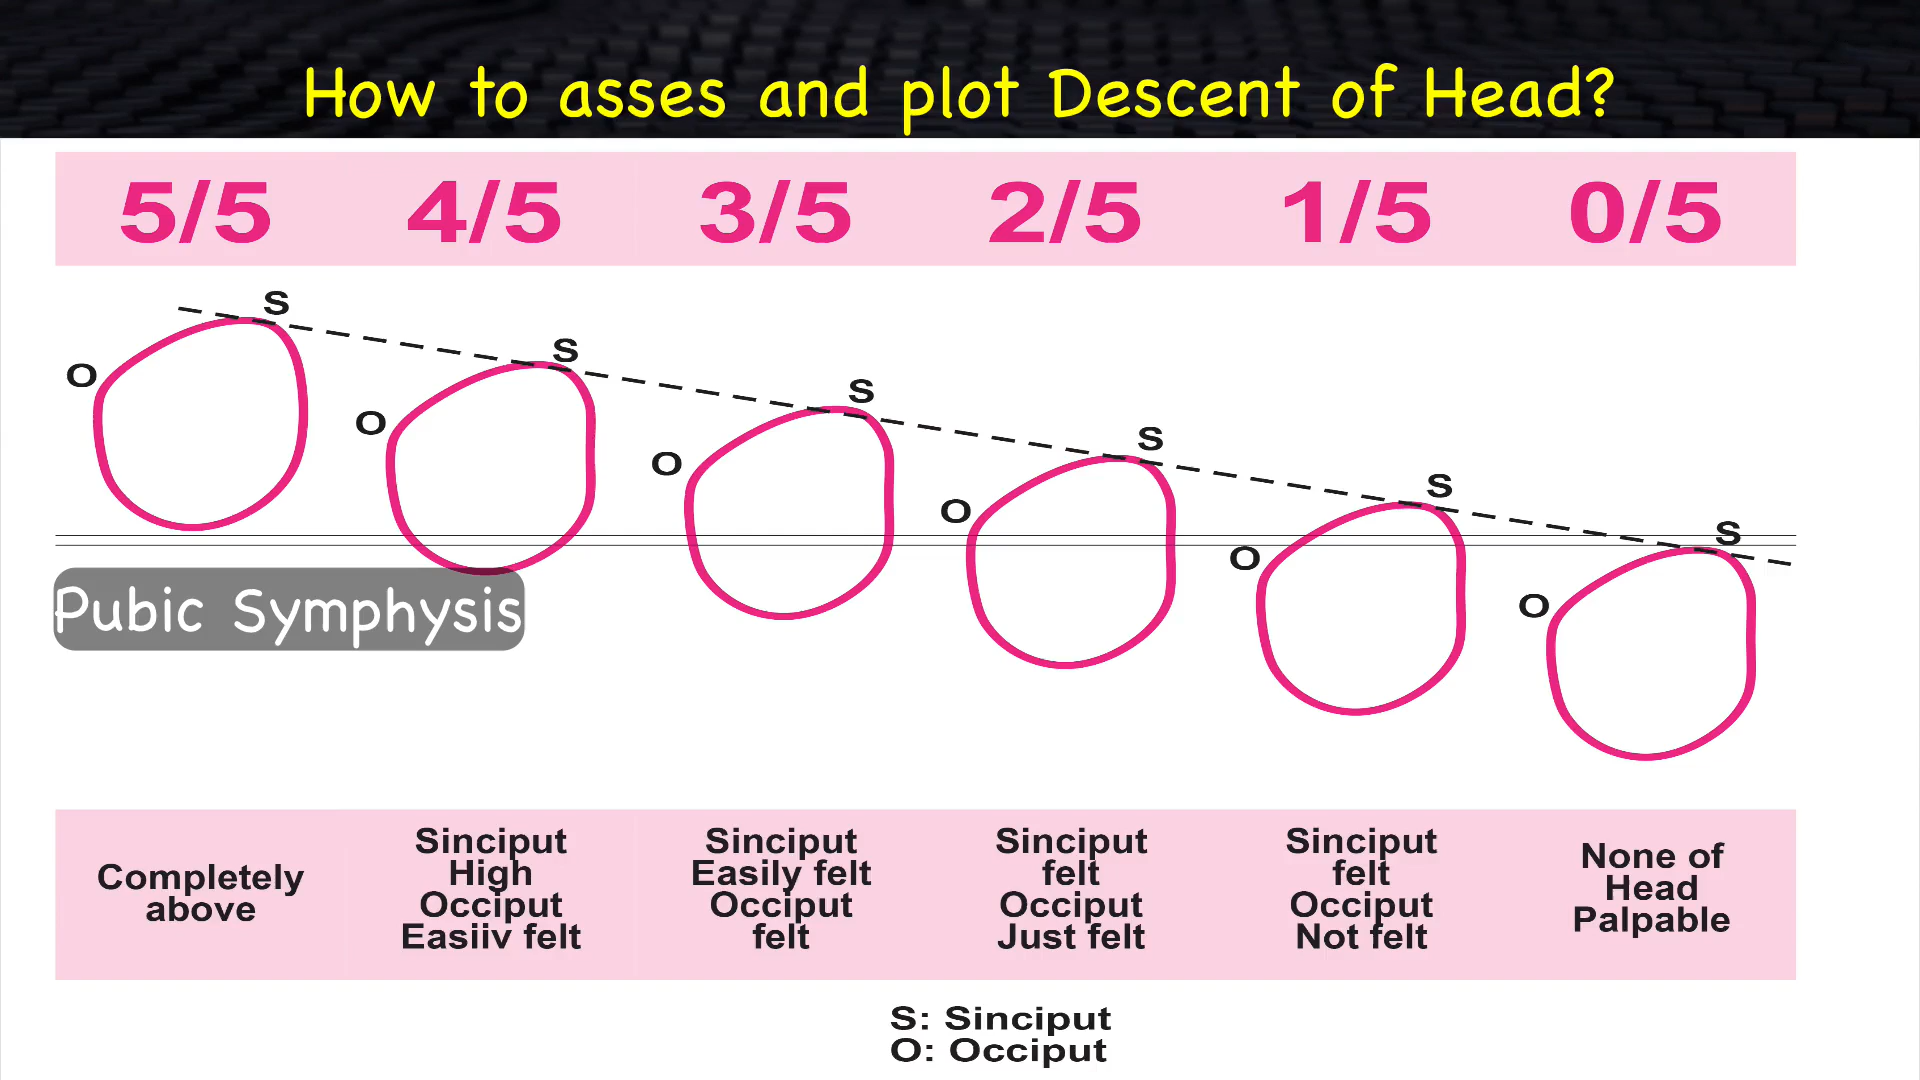 How to asses and plot Descent of Head?
5/5 4/5 3/5 2/5 1/5 0/5
S
O
S
O
S
O
S
O
S
O
S
O
Pubic Symphysis
Completely
above
Sinciput
High
Occiput
Easiiv felt
Sinciput
Easily felt
Occiput
felt
Sinciput
felt
Occiput
Just felt
Sinciput
felt
Occiput
Not felt
None of
Head
Palpable
S: Sinciput
O: Occiput